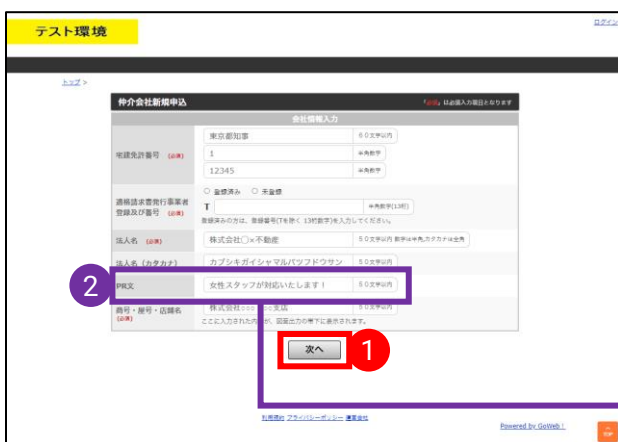 テスト環境
ログイン
トップ >
仲介会社新規申込
「必須」は必須入力項目となります
会社情報入力
宅建免許番号 (必須)
東京都知事
60文字以内
1
半角数字
12345
半角数字
適格請求書発行事業者
登録及び番号 (必須)
登録済み 未登録
T
半角数字(13桁)
登録済みの方は、登録番号(Tを除く 13桁数字)を入力してください。
法人名 (必須)
株式会社○×不動産
50文字以内 数字は半角,カタカナは全角
法人名 (カタカナ)
カブシキガイシャマルバツフドウサン
50文字以内
2
PR文
女性スタッフが対応いたします!
50文字以内
商号・屋号・店舗名
(必須)
株式会社○○○ ○○支店
50文字以内
ここに入力された内容が、図面出力の帯下に表示されます。
次へ
1
利用規約 プライバシーポリシー 運営会社
Powered by GoWeb!
TOP